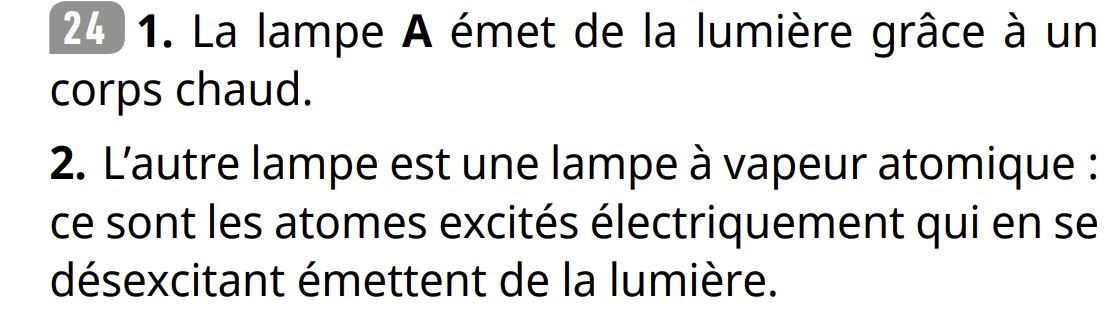 24 1. La lampe A émet de la lumière grâce à un
corps chaud.
2. L’autre lampe est une lampe à vapeur atomique :
ce sont les atomes excités électriquement qui en se
désexcitant émettent de la lumière.